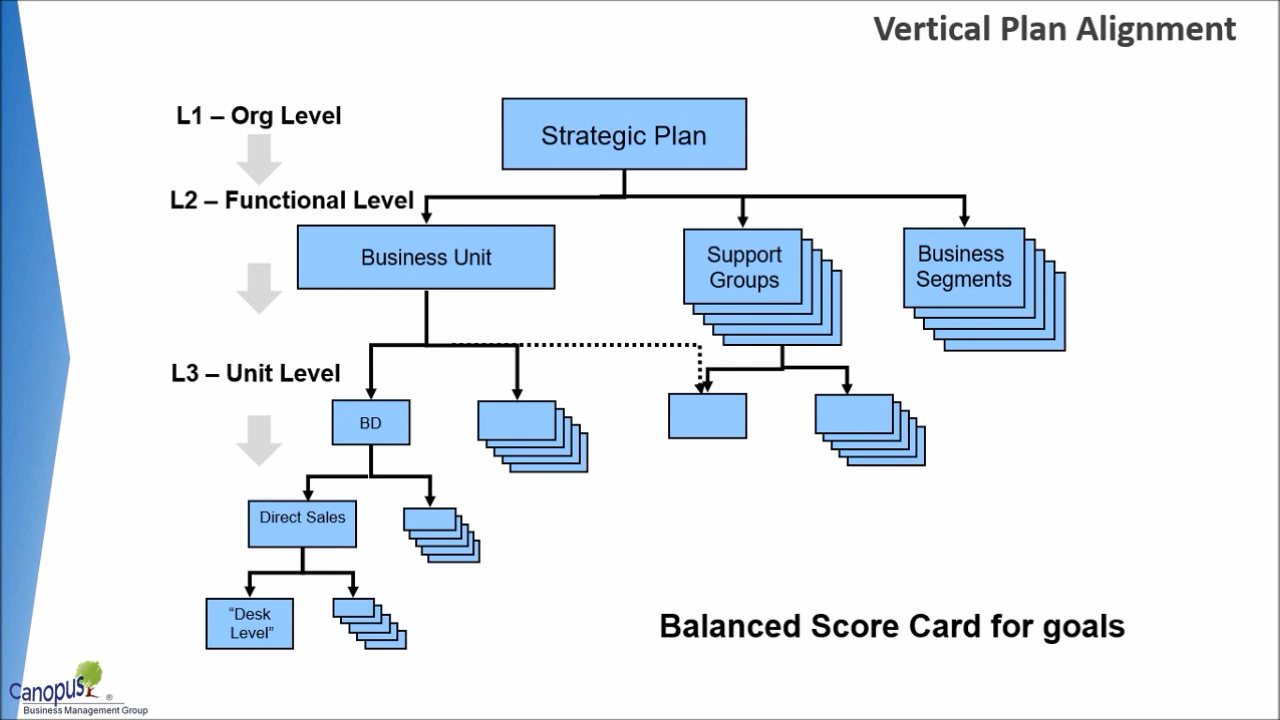 Vertical Plan Alignment
L1 – Org Level
Strategic Plan
L2 – Functional Level
Business Unit
Support
Groups
Business
Segments
L3 – Unit Level
BD
Direct Sales
“Desk
Level”
Balanced Score Card for goals
Canopus
®
Business Management Group